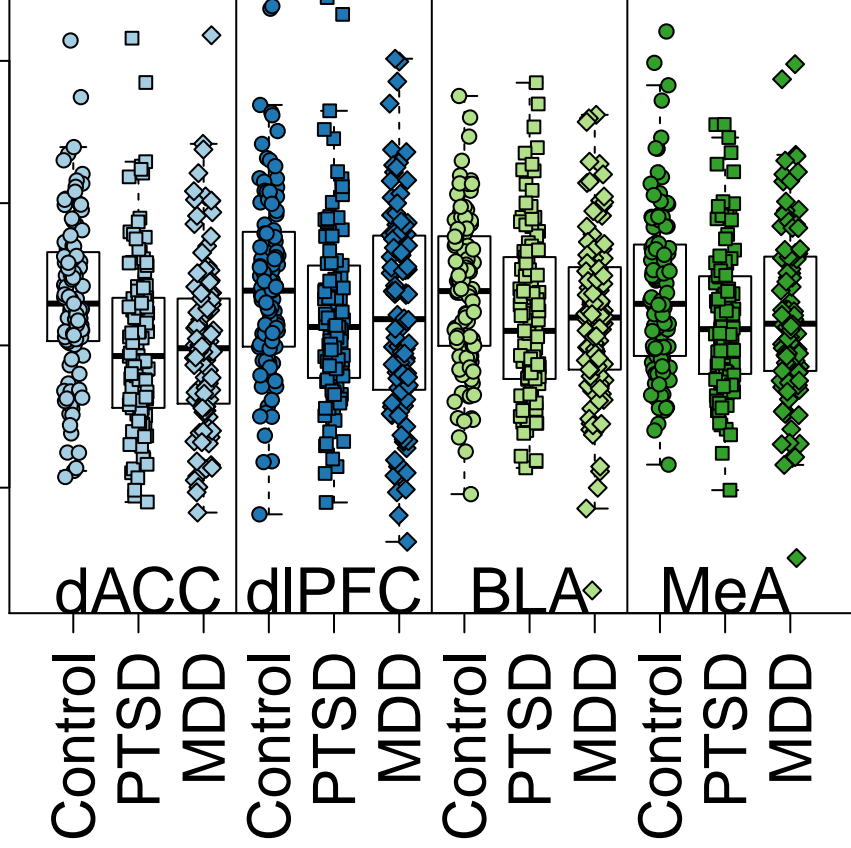 dACC dlPFC BLA MeA
Control PTSD MDD Control PTSD MDD Control PTSD MDD Control PTSD MDD